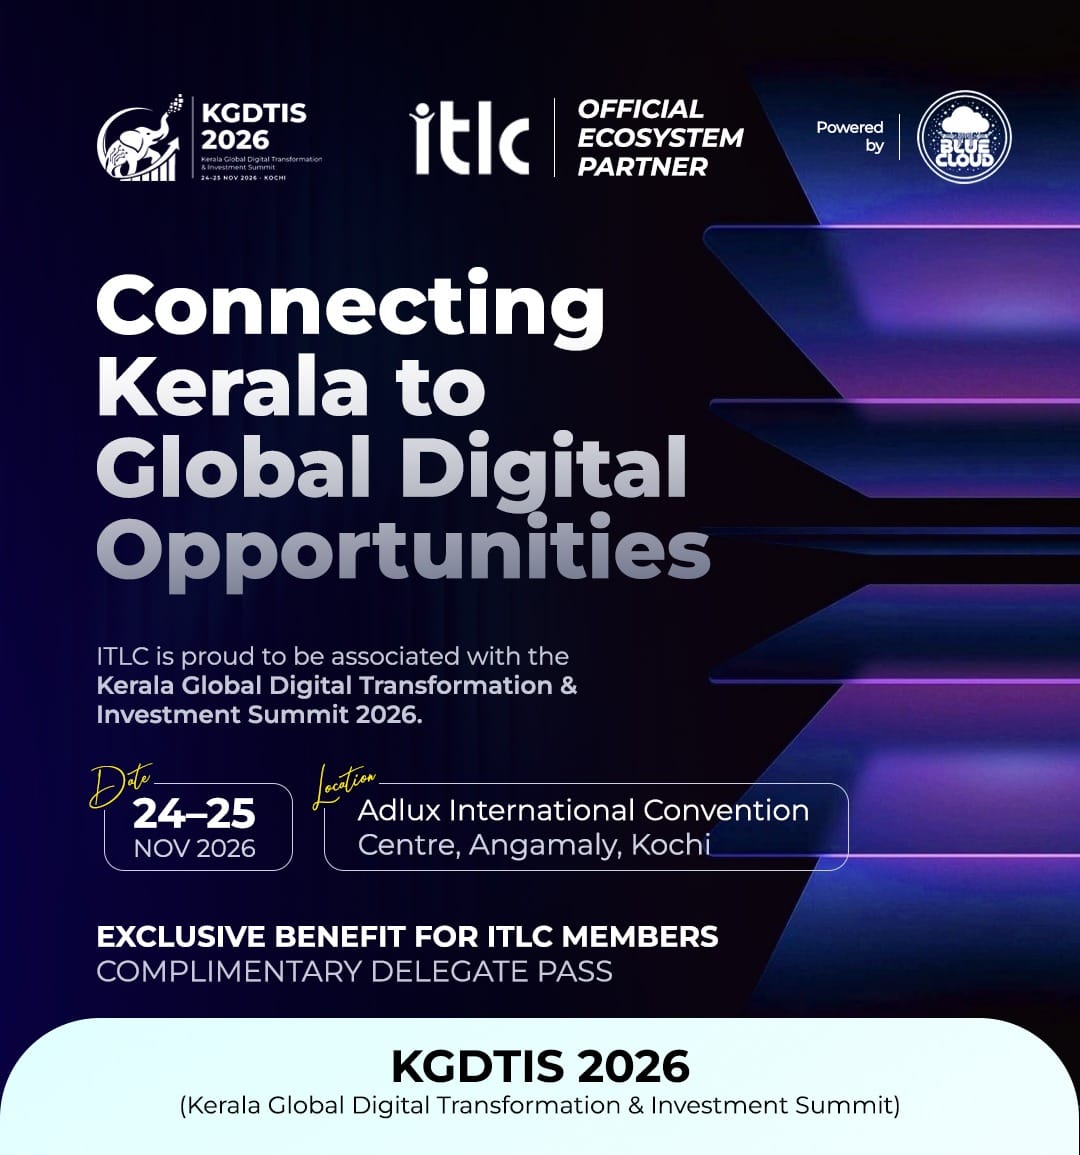 KGDTIS
2026
Kerala Global Digital Transformation
& Investment Summit
24-25 NOV 2026 · KOCHI
itlc
OFFICIAL
ECOSYSTEM
PARTNER
Powered
by
BLUE
CLOUD
Connecting
Kerala to
Global Digital
Opportunities
ITLC is proud to be associated with the
Kerala Global Digital Transformation &
Investment Summit 2026.
Date
24–25
NOV 2026
Location
Adlux International Convention
Centre, Angamaly, Kochi
EXCLUSIVE BENEFIT FOR ITLC MEMBERS
COMPLIMENTARY DELEGATE PASS
KGDTIS 2026
(Kerala Global Digital Transformation & Investment Summit)